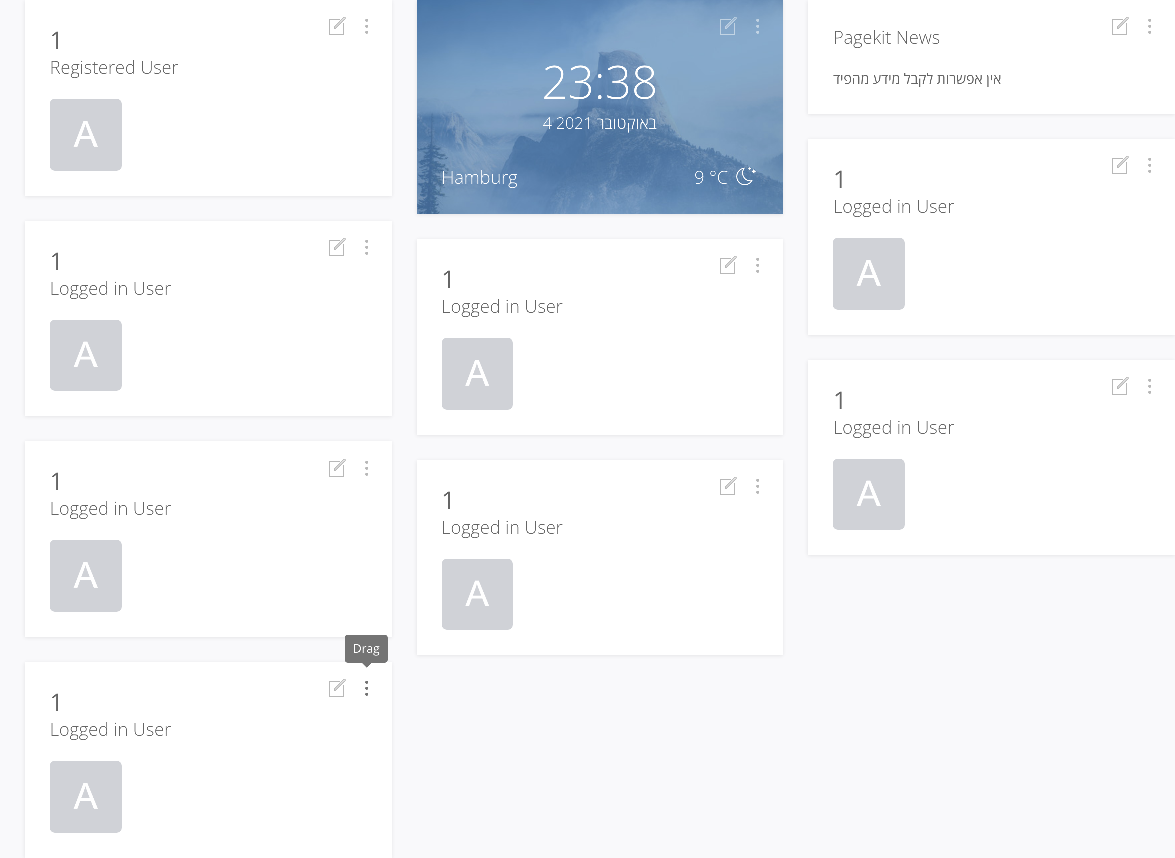 1
Registered User
A
1
Logged in User
A
1
Logged in User
A
Drag
1
Logged in User
A
23:38
4 באוקטובר 2021
Hamburg
9 °C
1
Logged in User
A
1
Logged in User
A
Pagekit News
אין אפשרות לקבל מידע מהפיד
1
Logged in User
A
1
Logged in User
A